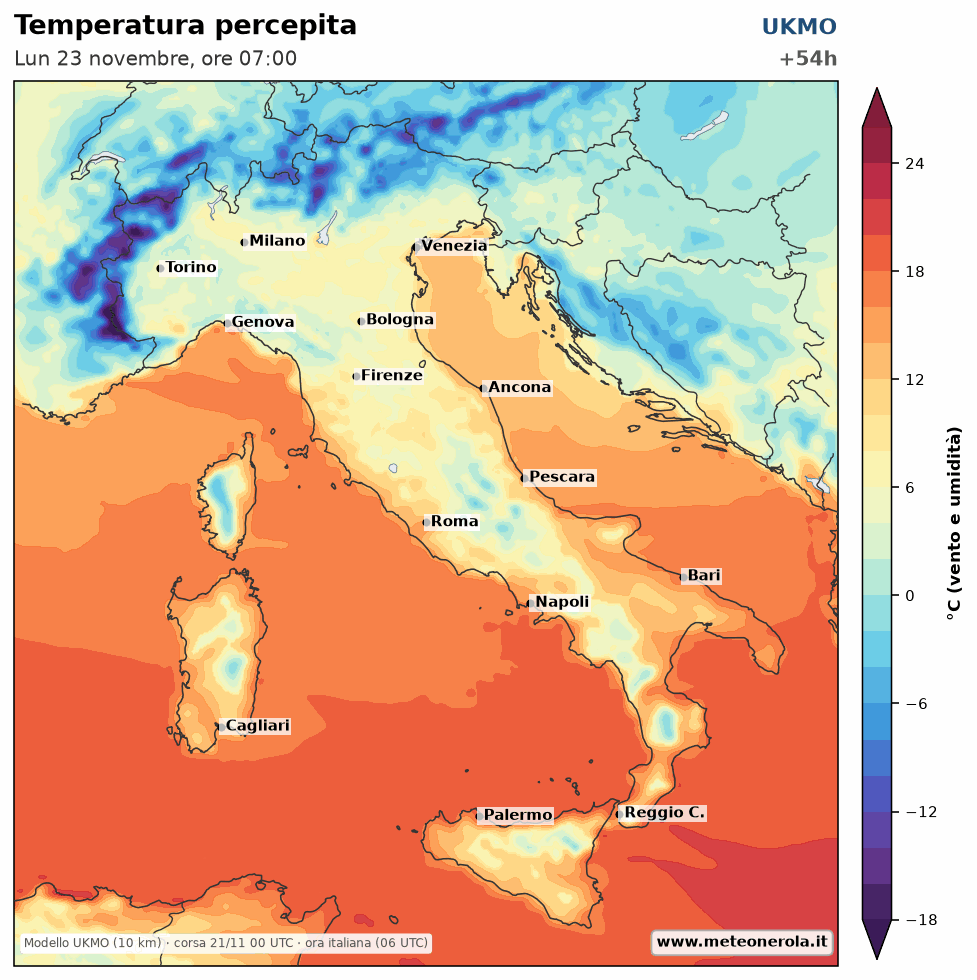 Temperatura percepita
UKMO
Lun 23 novembre, ore 07:00
+54h
24
18
12
6
0
−6
−12
−18
°C (vento e umidità)
Milano
Venezia
Torino
Genova
Bologna
Firenze
Ancona
Pescara
Roma
Bari
Napoli
Cagliari
Palermo
Reggio C.
Modello UKMO (10 km) · corsa 21/11 00 UTC · ora italiana (06 UTC)
www.meteonerola.it